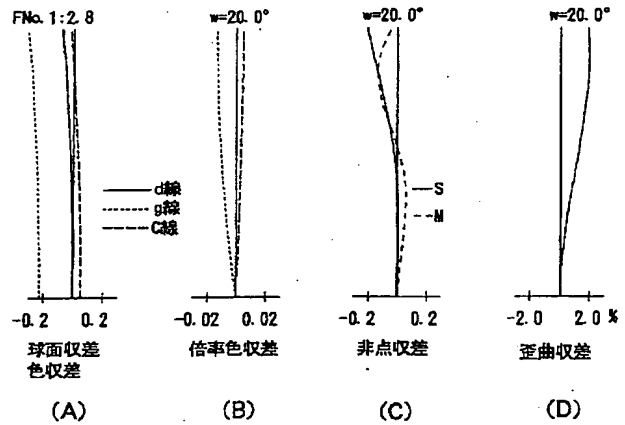 FNo. 1:2.8
w=20.0°
w=20.0°
w=20.0°
d線
g線
C線
S
M
-0.2 0.2
-0.02 0.02
-0.2 0.2
-2.0 2.0 %
球面収差
色収差
倍率色収差
非点収差
歪曲収差
(A)
(B)
(C)
(D)